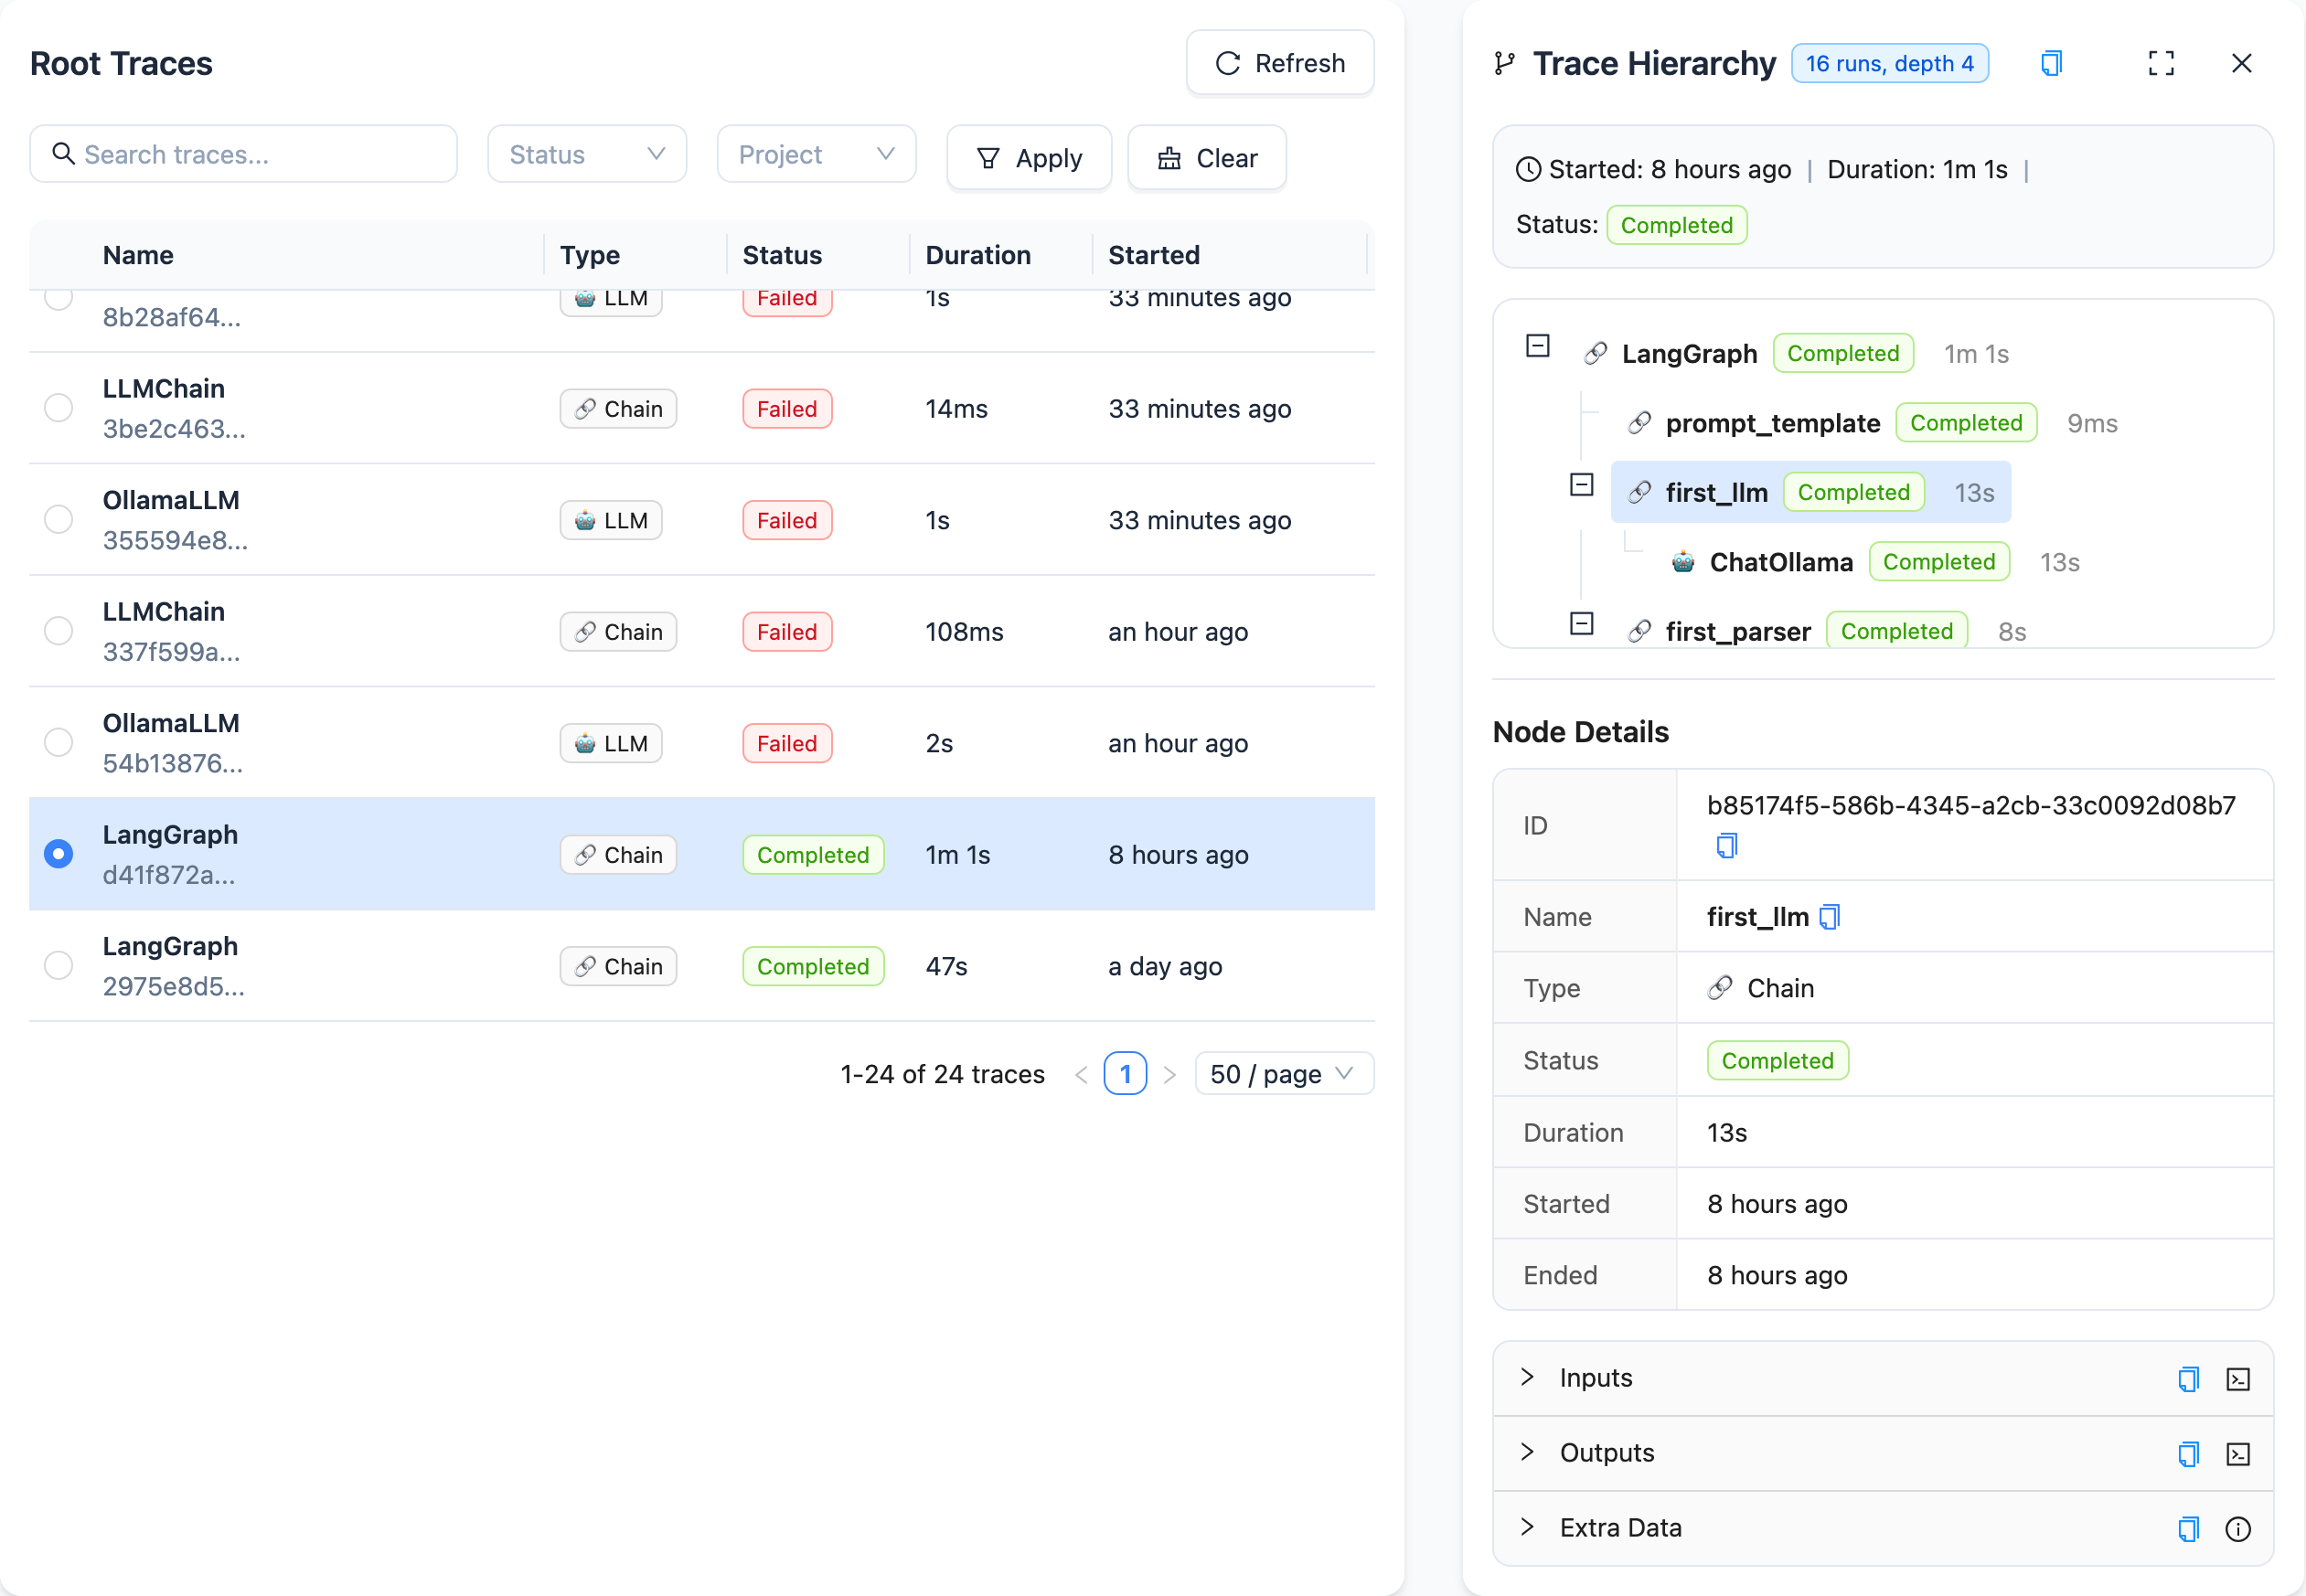 Root Traces
Refresh
Search traces...
Status
Project
Apply
Clear
Name Type Status Duration Started
8b28af64... LLM Failed 1s 33 minutes ago
LLMChain
3be2c463... Chain Failed 14ms 33 minutes ago
OllamaLLM
355594e8... LLM Failed 1s 33 minutes ago
LLMChain
337f599a... Chain Failed 108ms an hour ago
OllamaLLM
54b13876... LLM Failed 2s an hour ago
LangGraph
d41f872a... Chain Completed 1m 1s 8 hours ago
LangGraph
2975e8d5... Chain Completed 47s a day ago
1-24 of 24 traces < 1 > 50 / page
Trace Hierarchy 16 runs, depth 4
Started: 8 hours ago | Duration: 1m 1s |
Status: Completed
LangGraph Completed 1m 1s
prompt_template Completed 9ms
first_llm Completed 13s
ChatOllama Completed 13s
first_parser Completed 8s
Node Details
ID b85174f5-586b-4345-a2cb-33c0092d08b7
Name first_llm
Type Chain
Status Completed
Duration 13s
Started 8 hours ago
Ended 8 hours ago
Inputs
Outputs
Extra Data